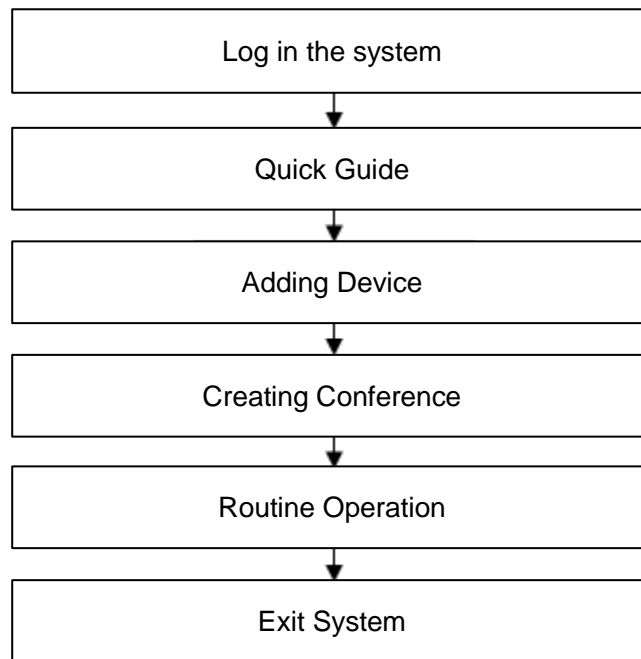 Log in the system
Quick Guide
Adding Device
Creating Conference
Routine Operation
Exit System